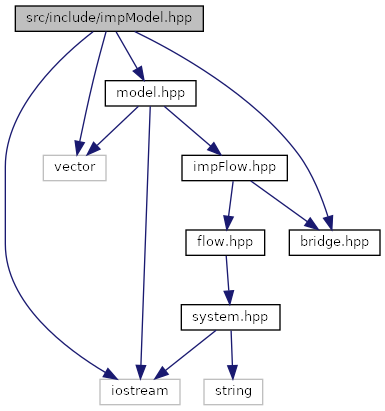 src/include/impModel.hpp
model.hpp
vector
impFlow.hpp
flow.hpp
bridge.hpp
system.hpp
iostream
string